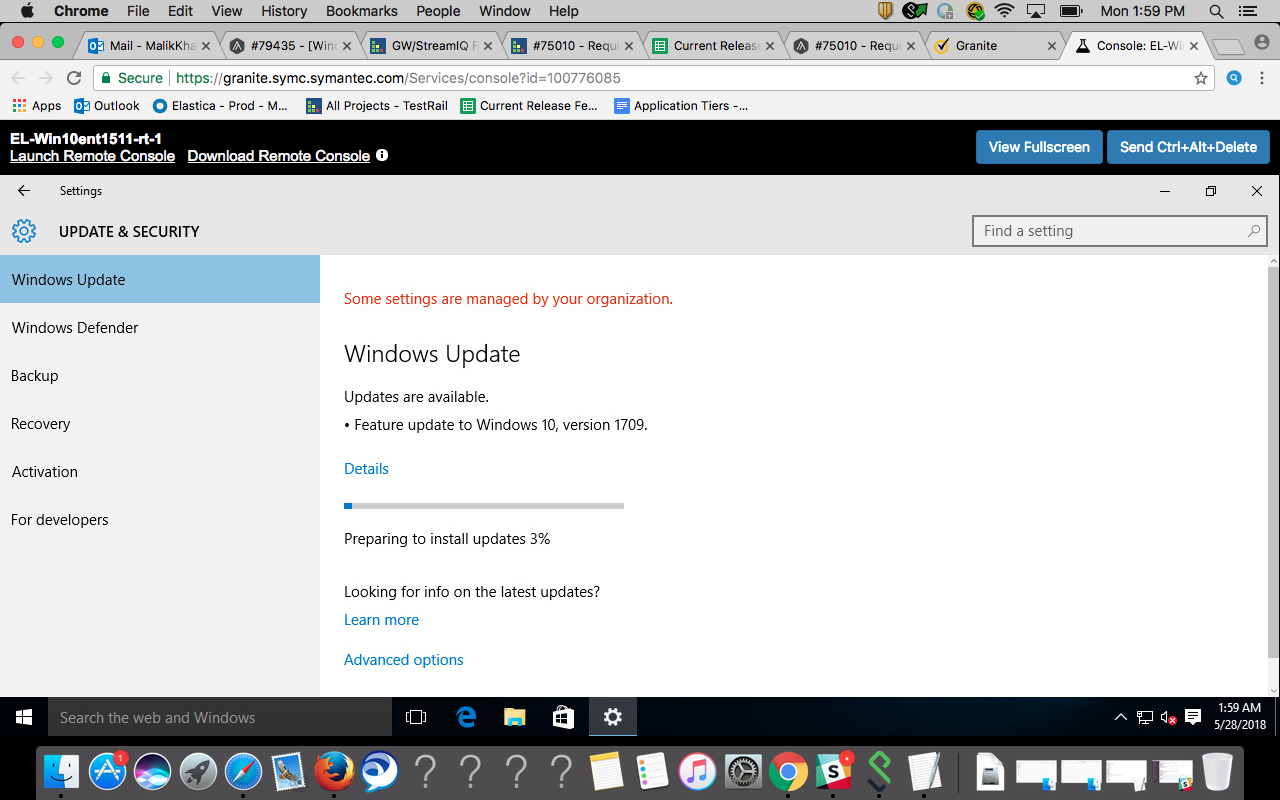 Chrome File Edit View History Bookmarks People Window Help Mon 1:59 PM
Mail - MalikKha #79435 - [Win GW/StreamIQ F #75010 - Requi Current Release #75010 - Requi Granite Console: EL-Win
Secure https://granite.symc.symantec.com/Services/console?id=100776085
Apps Outlook Elastica - Prod - M... All Projects - TestRail Current Release Fe... Application Tiers -...
EL-Win10ent1511-rt-1
Launch Remote Console Download Remote Console
View Fullscreen Send Ctrl+Alt+Delete
Settings
UPDATE & SECURITY
Find a setting
Windows Update
Windows Defender
Backup
Recovery
Activation
For developers
Some settings are managed by your organization.
Windows Update
Updates are available.
• Feature update to Windows 10, version 1709.
Details
Preparing to install updates 3%
Looking for info on the latest updates?
Learn more
Advanced options
Search the web and Windows
1:59 AM
5/28/2018
1